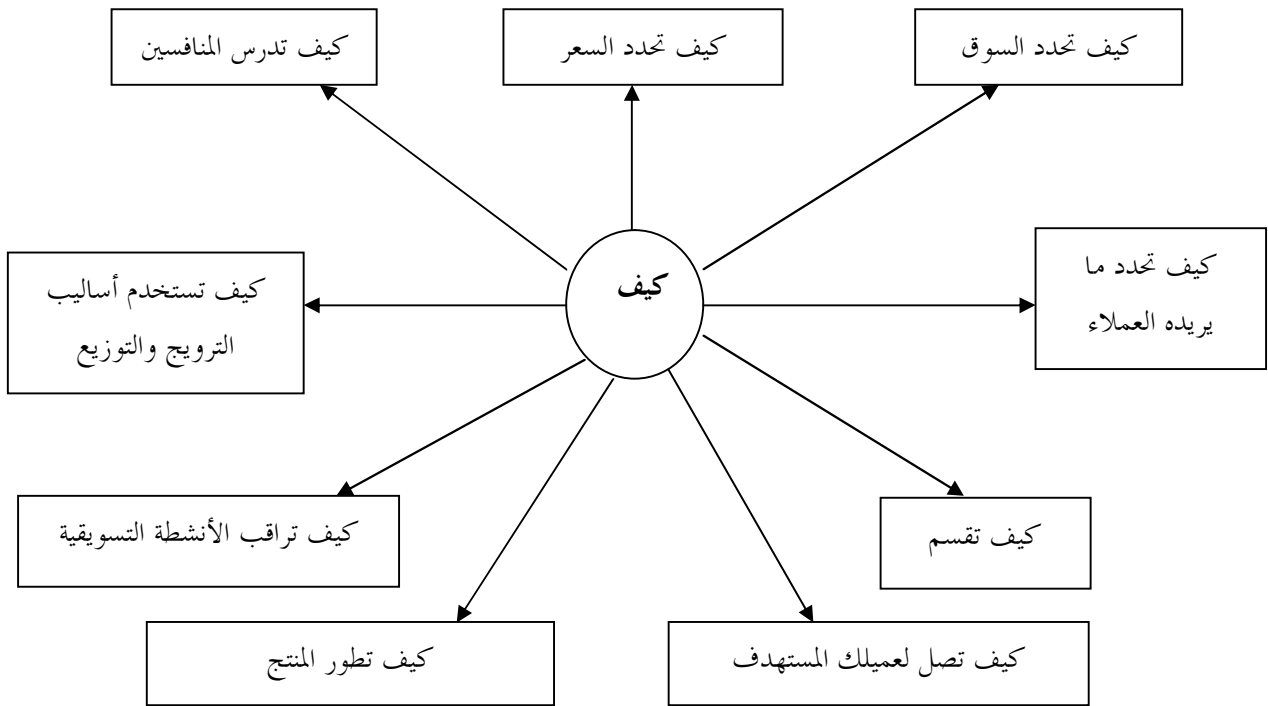 كيف تحدد السوق
كيف تحدد السعر
كيف تدرس المنافسين
كيف تحدد ما
يريده العملاء
كيف
كيف تستخدم أساليب
الترويج والتوزيع
كيف تقسم
كيف تراقب الأنشطة التسويقية
كيف تصل لعميلك المستهدف
كيف تطور المنتج